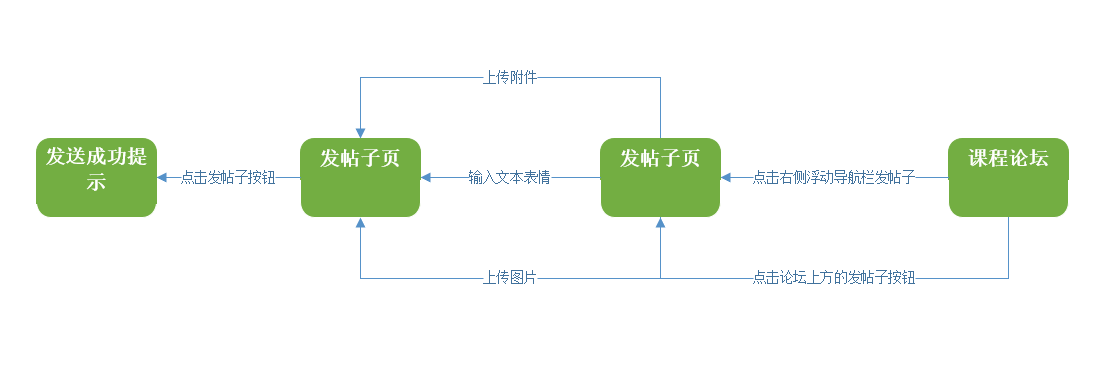 上传附件
发送成功提
示
发帖子页
发帖子页
课程论坛
点击发帖子按钮
输入文本表情
点击右侧浮动导航栏发帖子
上传图片
点击论坛上方的发帖子按钮